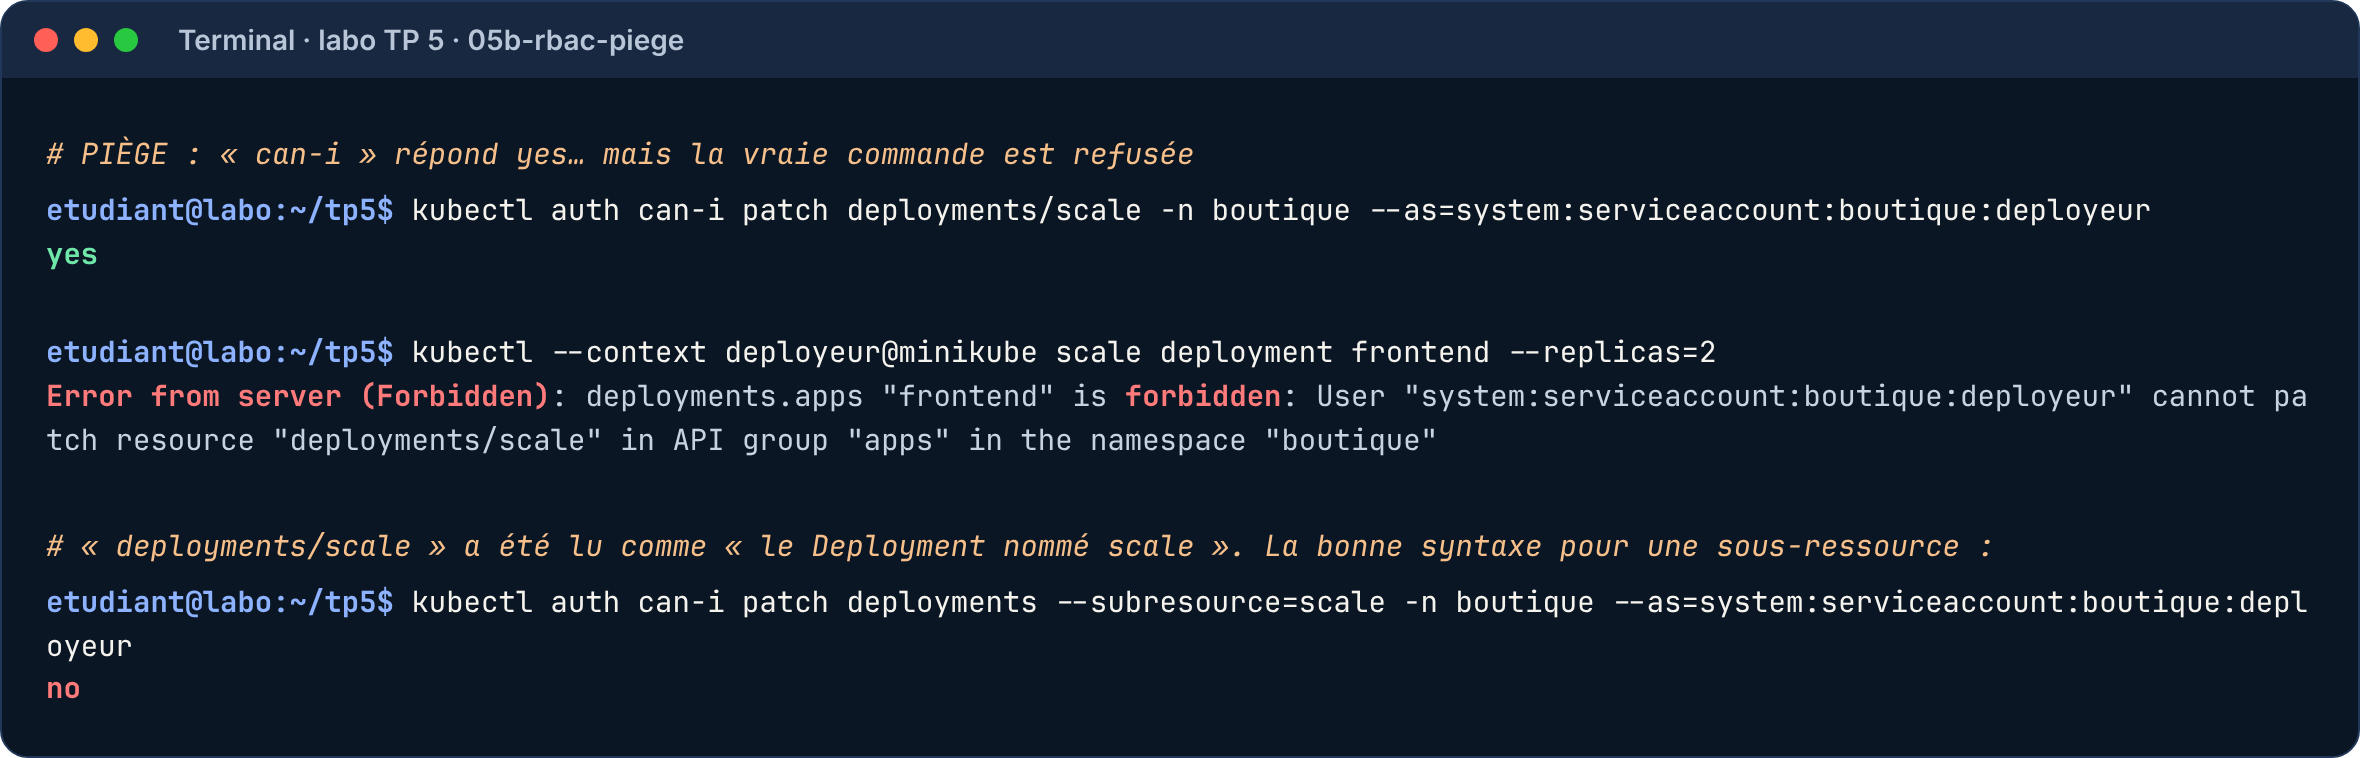 Terminal · labo TP 5 · 05b-rbac-piege
# PIÈGE : « can-i » répond yes… mais la vraie commande est refusée
etudiant@labo:~/tp5$ kubectl auth can-i patch deployments/scale -n boutique --as=system:serviceaccount:boutique:deployeur
yes
etudiant@labo:~/tp5$ kubectl --context deployeur@minikube scale deployment frontend --replicas=2
Error from server (Forbidden): deployments.apps "frontend" is forbidden: User "system:serviceaccount:boutique:deployeur" cannot pa
tch resource "deployments/scale" in API group "apps" in the namespace "boutique"
# « deployments/scale » a été lu comme « le Deployment nommé scale ». La bonne syntaxe pour une sous-ressource :
etudiant@labo:~/tp5$ kubectl auth can-i patch deployments --subresource=scale -n boutique --as=system:serviceaccount:boutique:depl
oyeur
no